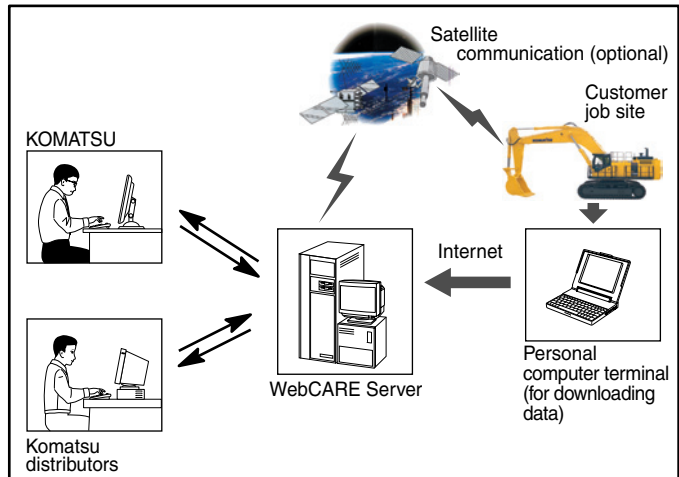 Satellite
communication (optional)
Customer
job site
KOMATSU
Internet
WebCARE Server
Personal
computer terminal
(for downloading
data)
Komatsu
distributors